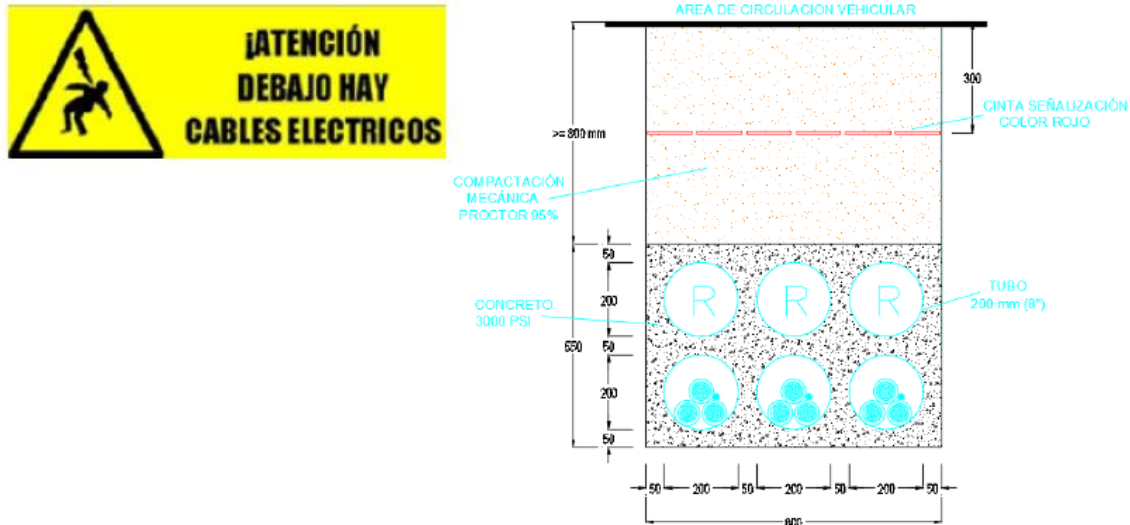 ¡ATENCIÓN
DEBAJO HAY
CABLES ELECTRICOS
AREA DE CIRCULACION VEHICULAR
300
CINTA SEÑALIZACIÓN
COLOR ROJO
>= 800 mm
COMPACTACIÓN
MECÁNICA
PROCTOR 95%
50
200
50
200
50
550
CONCRETO
3000 PSI
R R R
TUBO
200 mm (8")
50 200 50 200 50 200 50
800